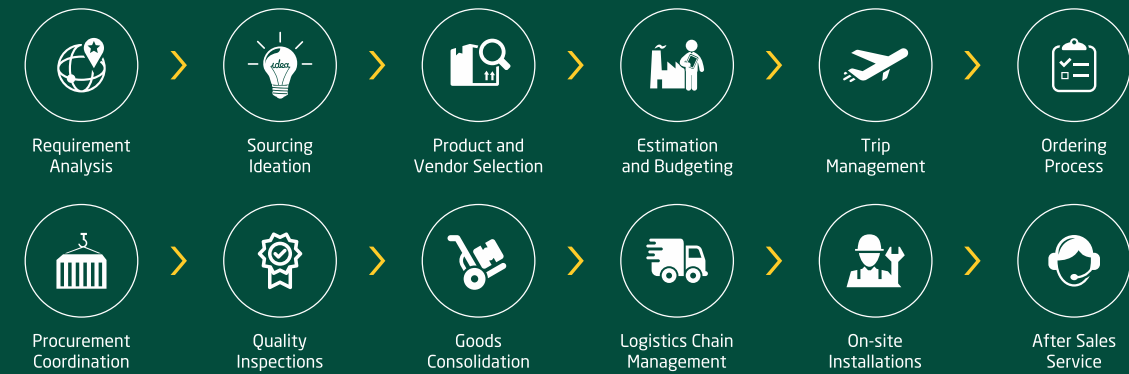 idea
Requirement
Analysis
Sourcing
Ideation
Product and
Vendor Selection
Estimation
and Budgeting
Trip
Management
Ordering
Process
Procurement
Coordination
Quality
Inspections
Goods
Consolidation
Logistics Chain
Management
On-site
Installations
After Sales
Service